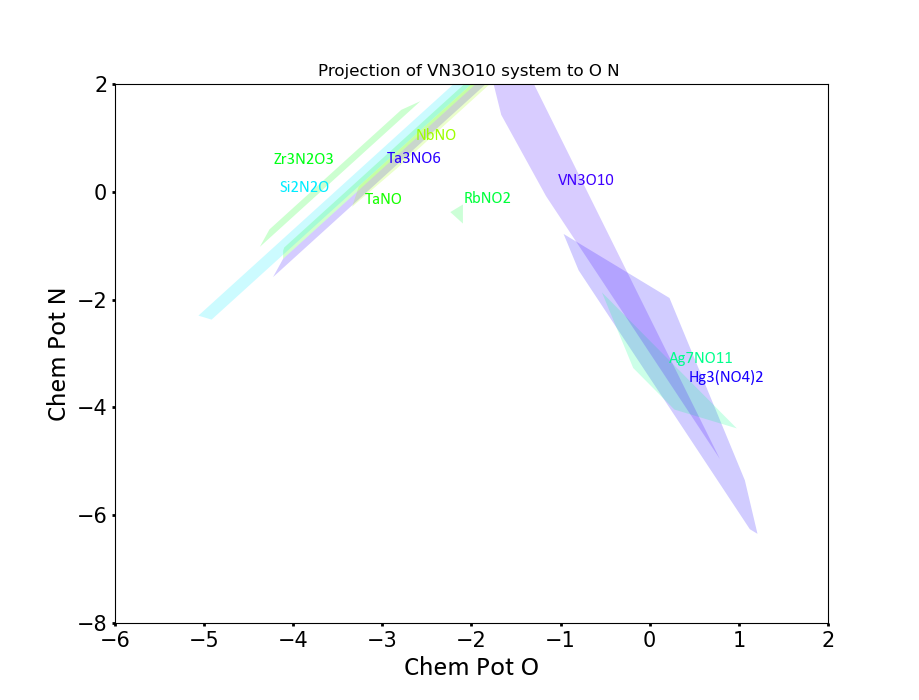 Projection of VN3O10 system to O N
Chem Pot N
2
0
−2
−4
−6
−8
NbNO
Zr3N2O3
Ta3NO6
Si2N2O
TaNO
RbNO2
VN3O10
Ag7NO11
Hg3(NO4)2
−6 −5 −4 −3 −2 −1 0 1 2
Chem Pot O